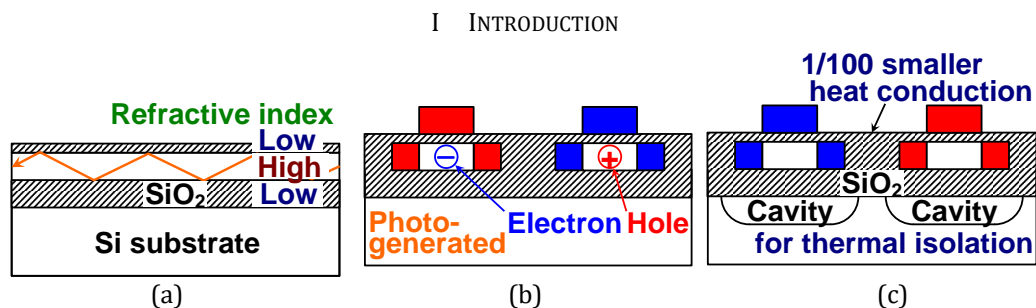 I INTRODUCTION
Refractive index
Low
High
SiO2
Low
Si substrate
(a)
−
+
Photo-
generated
Electron
Hole
(b)
1/100 smaller
heat conduction
SiO2
Cavity
Cavity
for thermal isolation
(c)